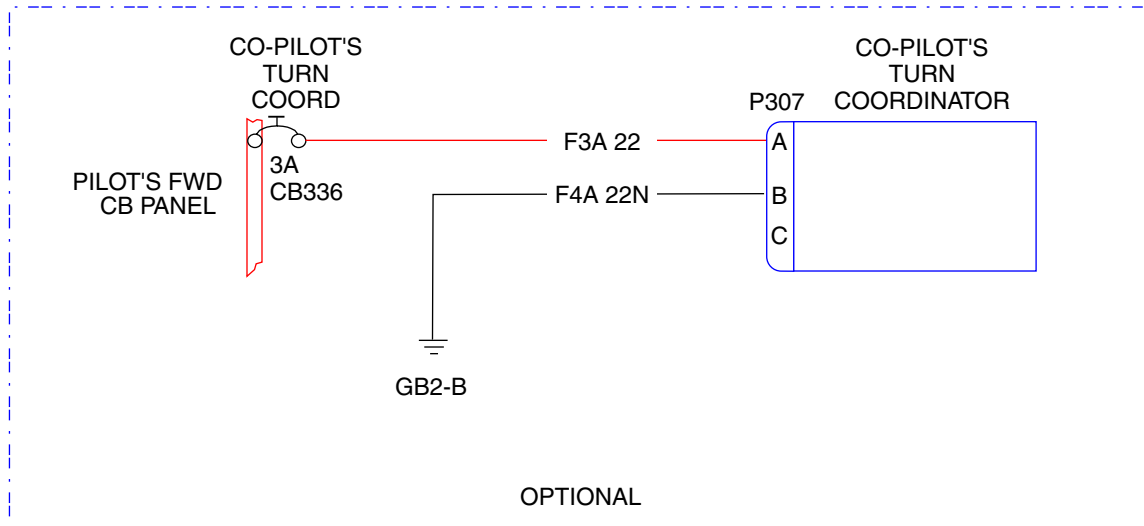 CO-PILOT'S
TURN
COORD
3A
CB336
PILOT'S FWD
CB PANEL
F3A 22
F4A 22N
GB2-B
CO-PILOT'S
TURN
COORDINATOR
P307
A
B
C
OPTIONAL